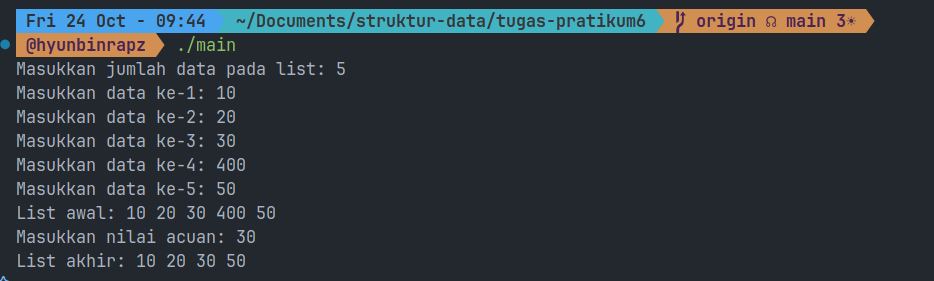 Fri 24 Oct - 09:44 ~/Documents/struktur-data/tugas-pratikum6 origin main 3☀
@hyunbinrapz ./main
Masukkan jumlah data pada list: 5
Masukkan data ke-1: 10
Masukkan data ke-2: 20
Masukkan data ke-3: 30
Masukkan data ke-4: 400
Masukkan data ke-5: 50
List awal: 10 20 30 400 50
Masukkan nilai acuan: 30
List akhir: 10 20 30 50